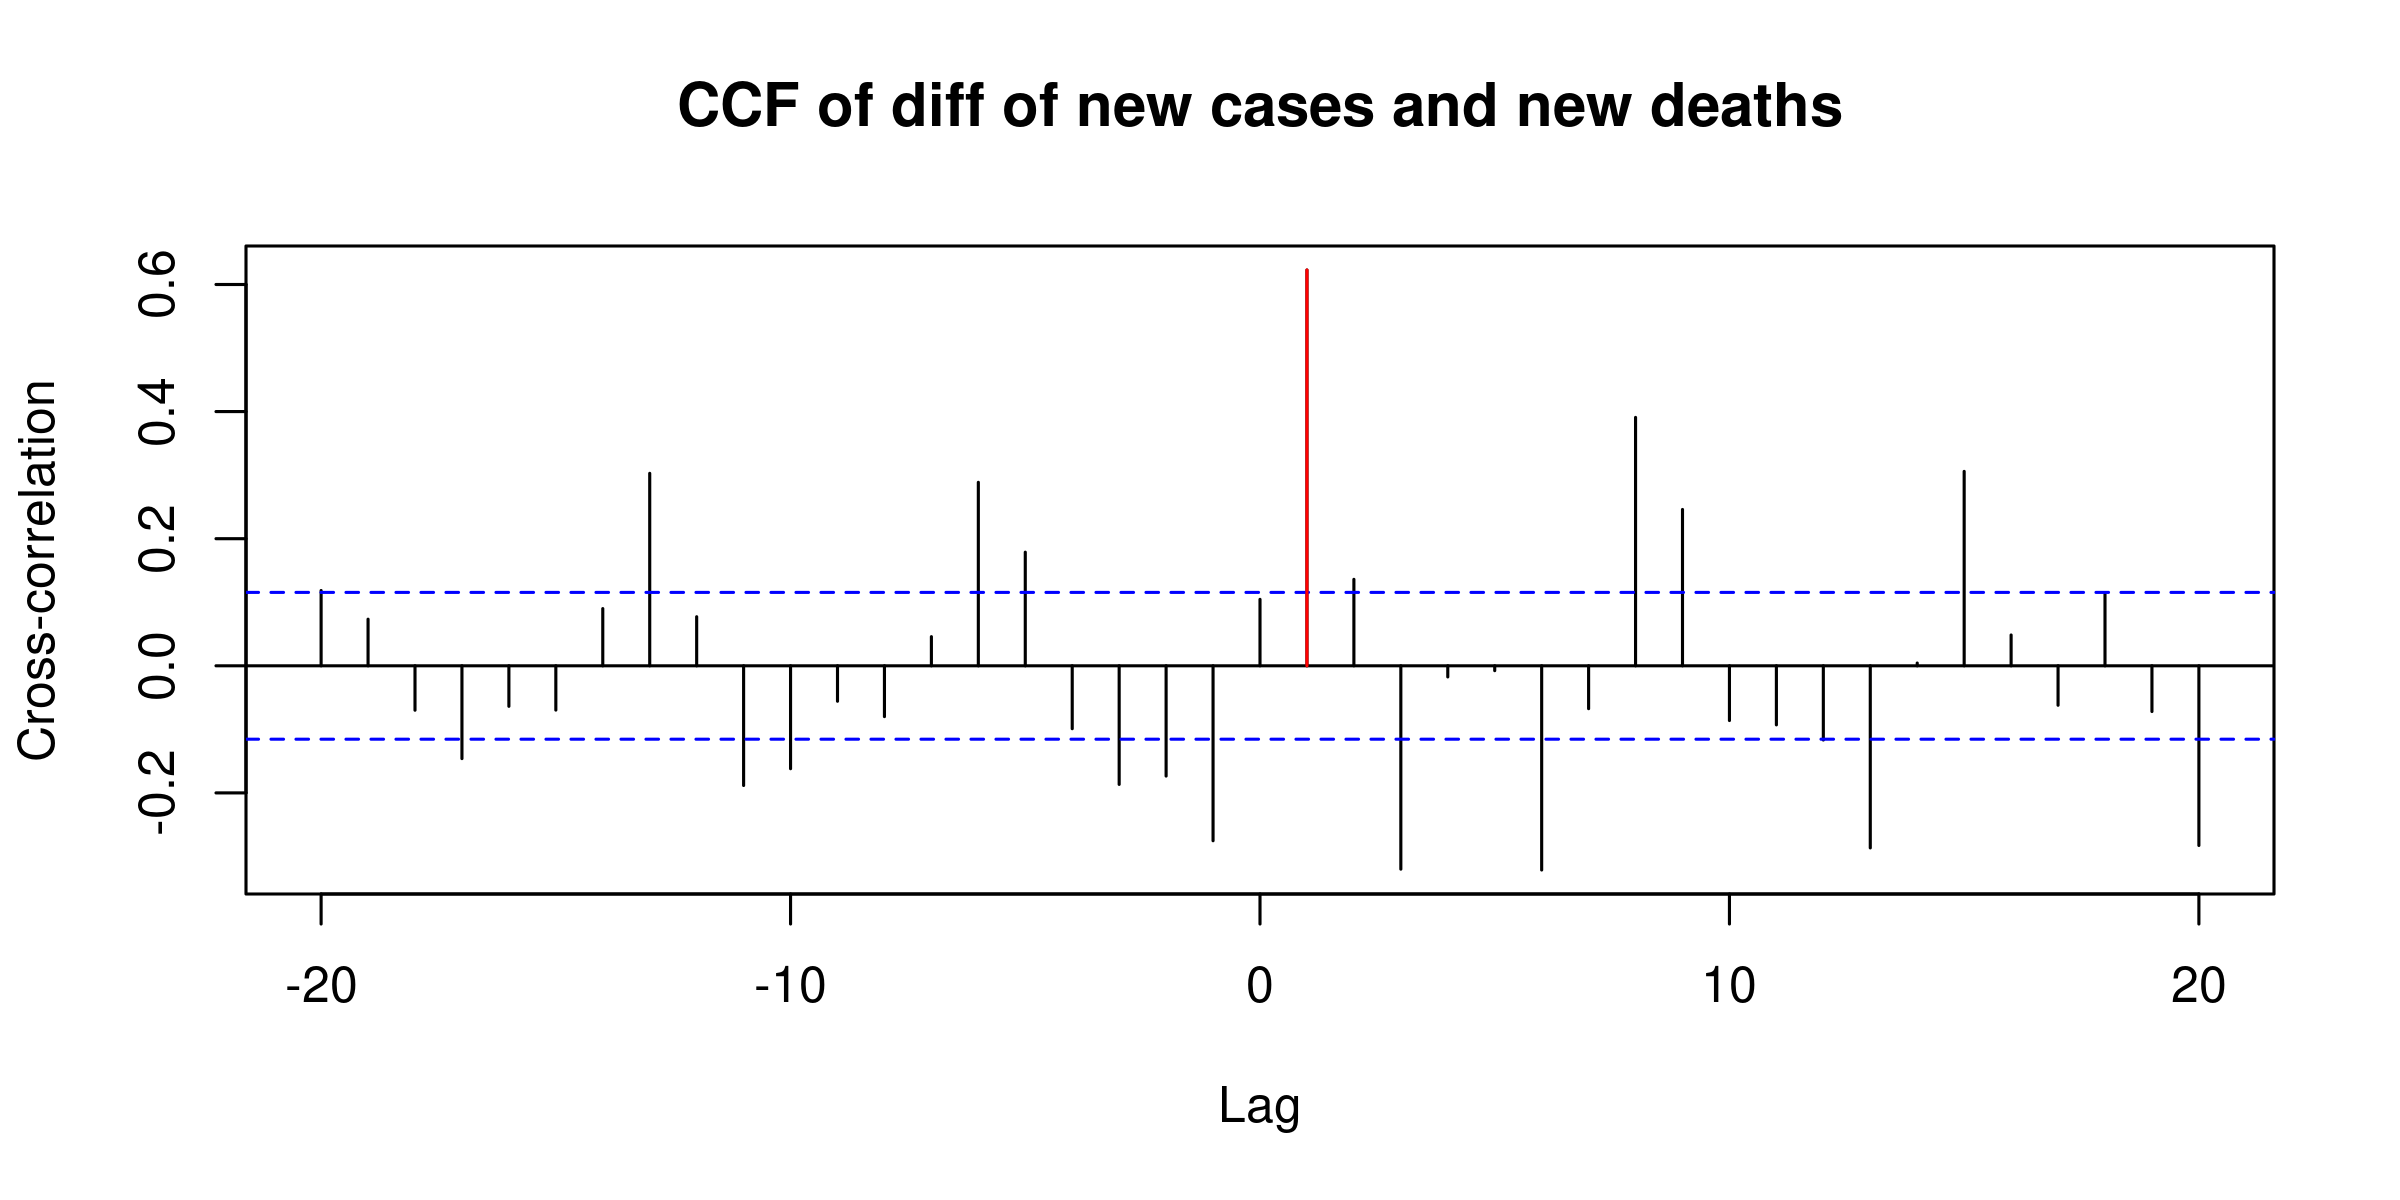 CCF of diff of new cases and new deaths
Cross-correlation
0.6
0.4
0.2
0.0
-0.2
-20 -10 0 10 20
Lag